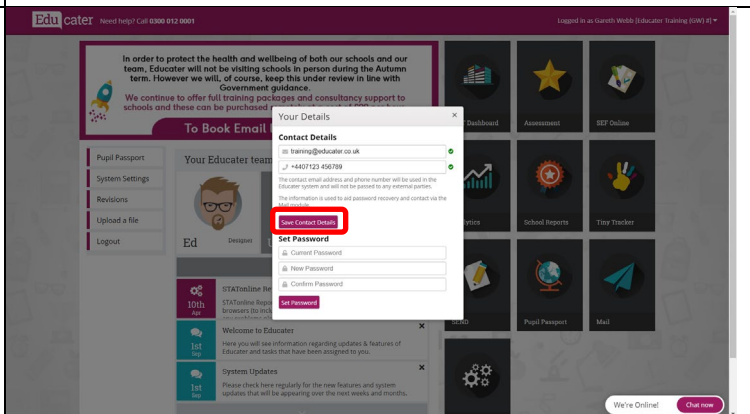 Educater Need help? Call 0300 012 0001
Logged in as Gareth Webb [Educater Training (GW) II]
In order to protect the health and wellbeing of both our schools and our
team, Educater will not be visiting schools in person during the Autumn
term. However we will, of course, keep this under review in line with
Government guidance.
We continue to offer full training packages and consultancy support to
schools and these can be purchased
To Book Email
Pupil Passport
System Settings
Revisions
Upload a file
Logout
Your Educater team
Ed
Designer
10th
Apr
STATonline Re
STATonline Repor
browsers (to inclu
1st
Sep
Welcome to Educater
Here you will see information regarding updates & features of
Educater and tasks that have been assigned to you.
1st
Sep
System Updates
Please check here regularly for the new features and system
updates that will be appearing over the next weeks and months.
Your Details
×
Contact Details
training@educater.co.uk
+4407123 456789
The contact email address and phone number will be used in the
Educater system and will not be passed to any external parties.
The information is used to aid password recovery and contact via the
Mail module.
Save Contact Details
Set Password
Current Password
New Password
Confirm Password
Set Password
Dashboard
Assessment
SEF Online
lytics
School Reports
Tiny Tracker
SEND
Pupil Passport
Mail
We're Online!
Chat now